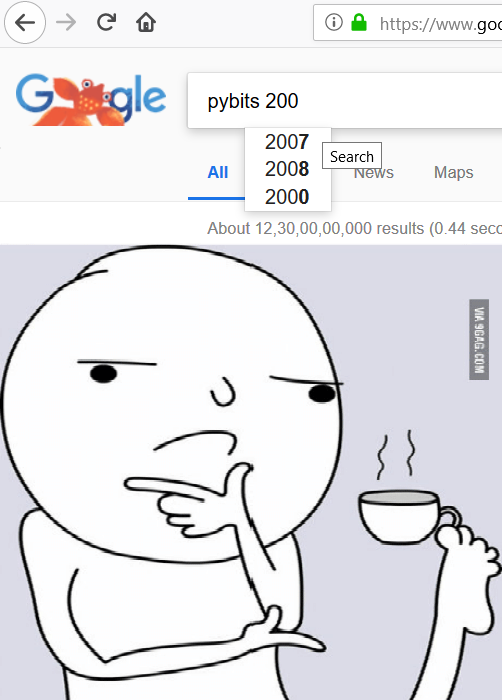 https://www.goo
Google
pybits 200
2007
2008
2000
Search
All
News
Maps
About 12,30,00,00,000 results (0.44 seco
VIA 9GAG.COM